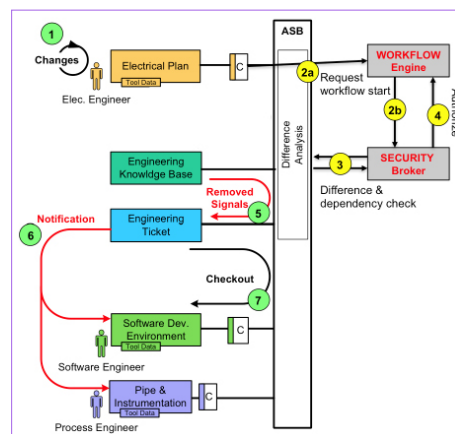 ASB
1
Changes
Electrical Plan
Tool Data
Elec. Engineer
C
2a
Request
workflow start
WORKFLOW
Engine
2b
4
Authorize
Difference
Analysis
SECURITY
Broker
3
Difference &
dependency check
Engineering
Knowldge Base
Removed
Signals
5
Notification
6
Engineering
Ticket
Checkout
7
Software Dev.
Environment
Tool Data
C
Software Engineer
Pipe &
Instrumentation
Tool Data
C
Process Engineer